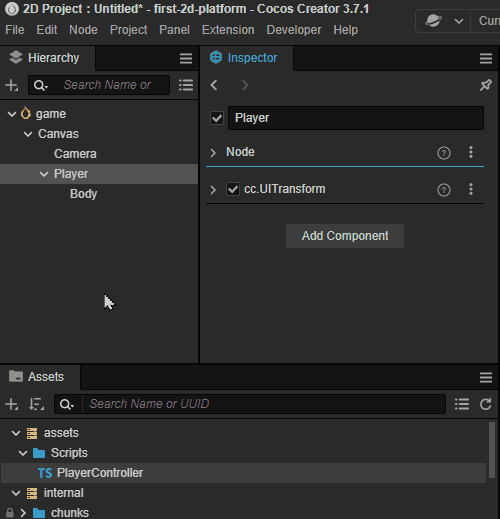 2D Project : Untitled* - first-2d-platform - Cocos Creator 3.7.1
File Edit Node Project Panel Extension Developer Help
Curr
Hierarchy
Search Name or
game
Canvas
Camera
Player
Body
Inspector
Player
Node
cc.UITransform
Add Component
Assets
Search Name or UUID
assets
Scripts
TS PlayerController
internal
chunks